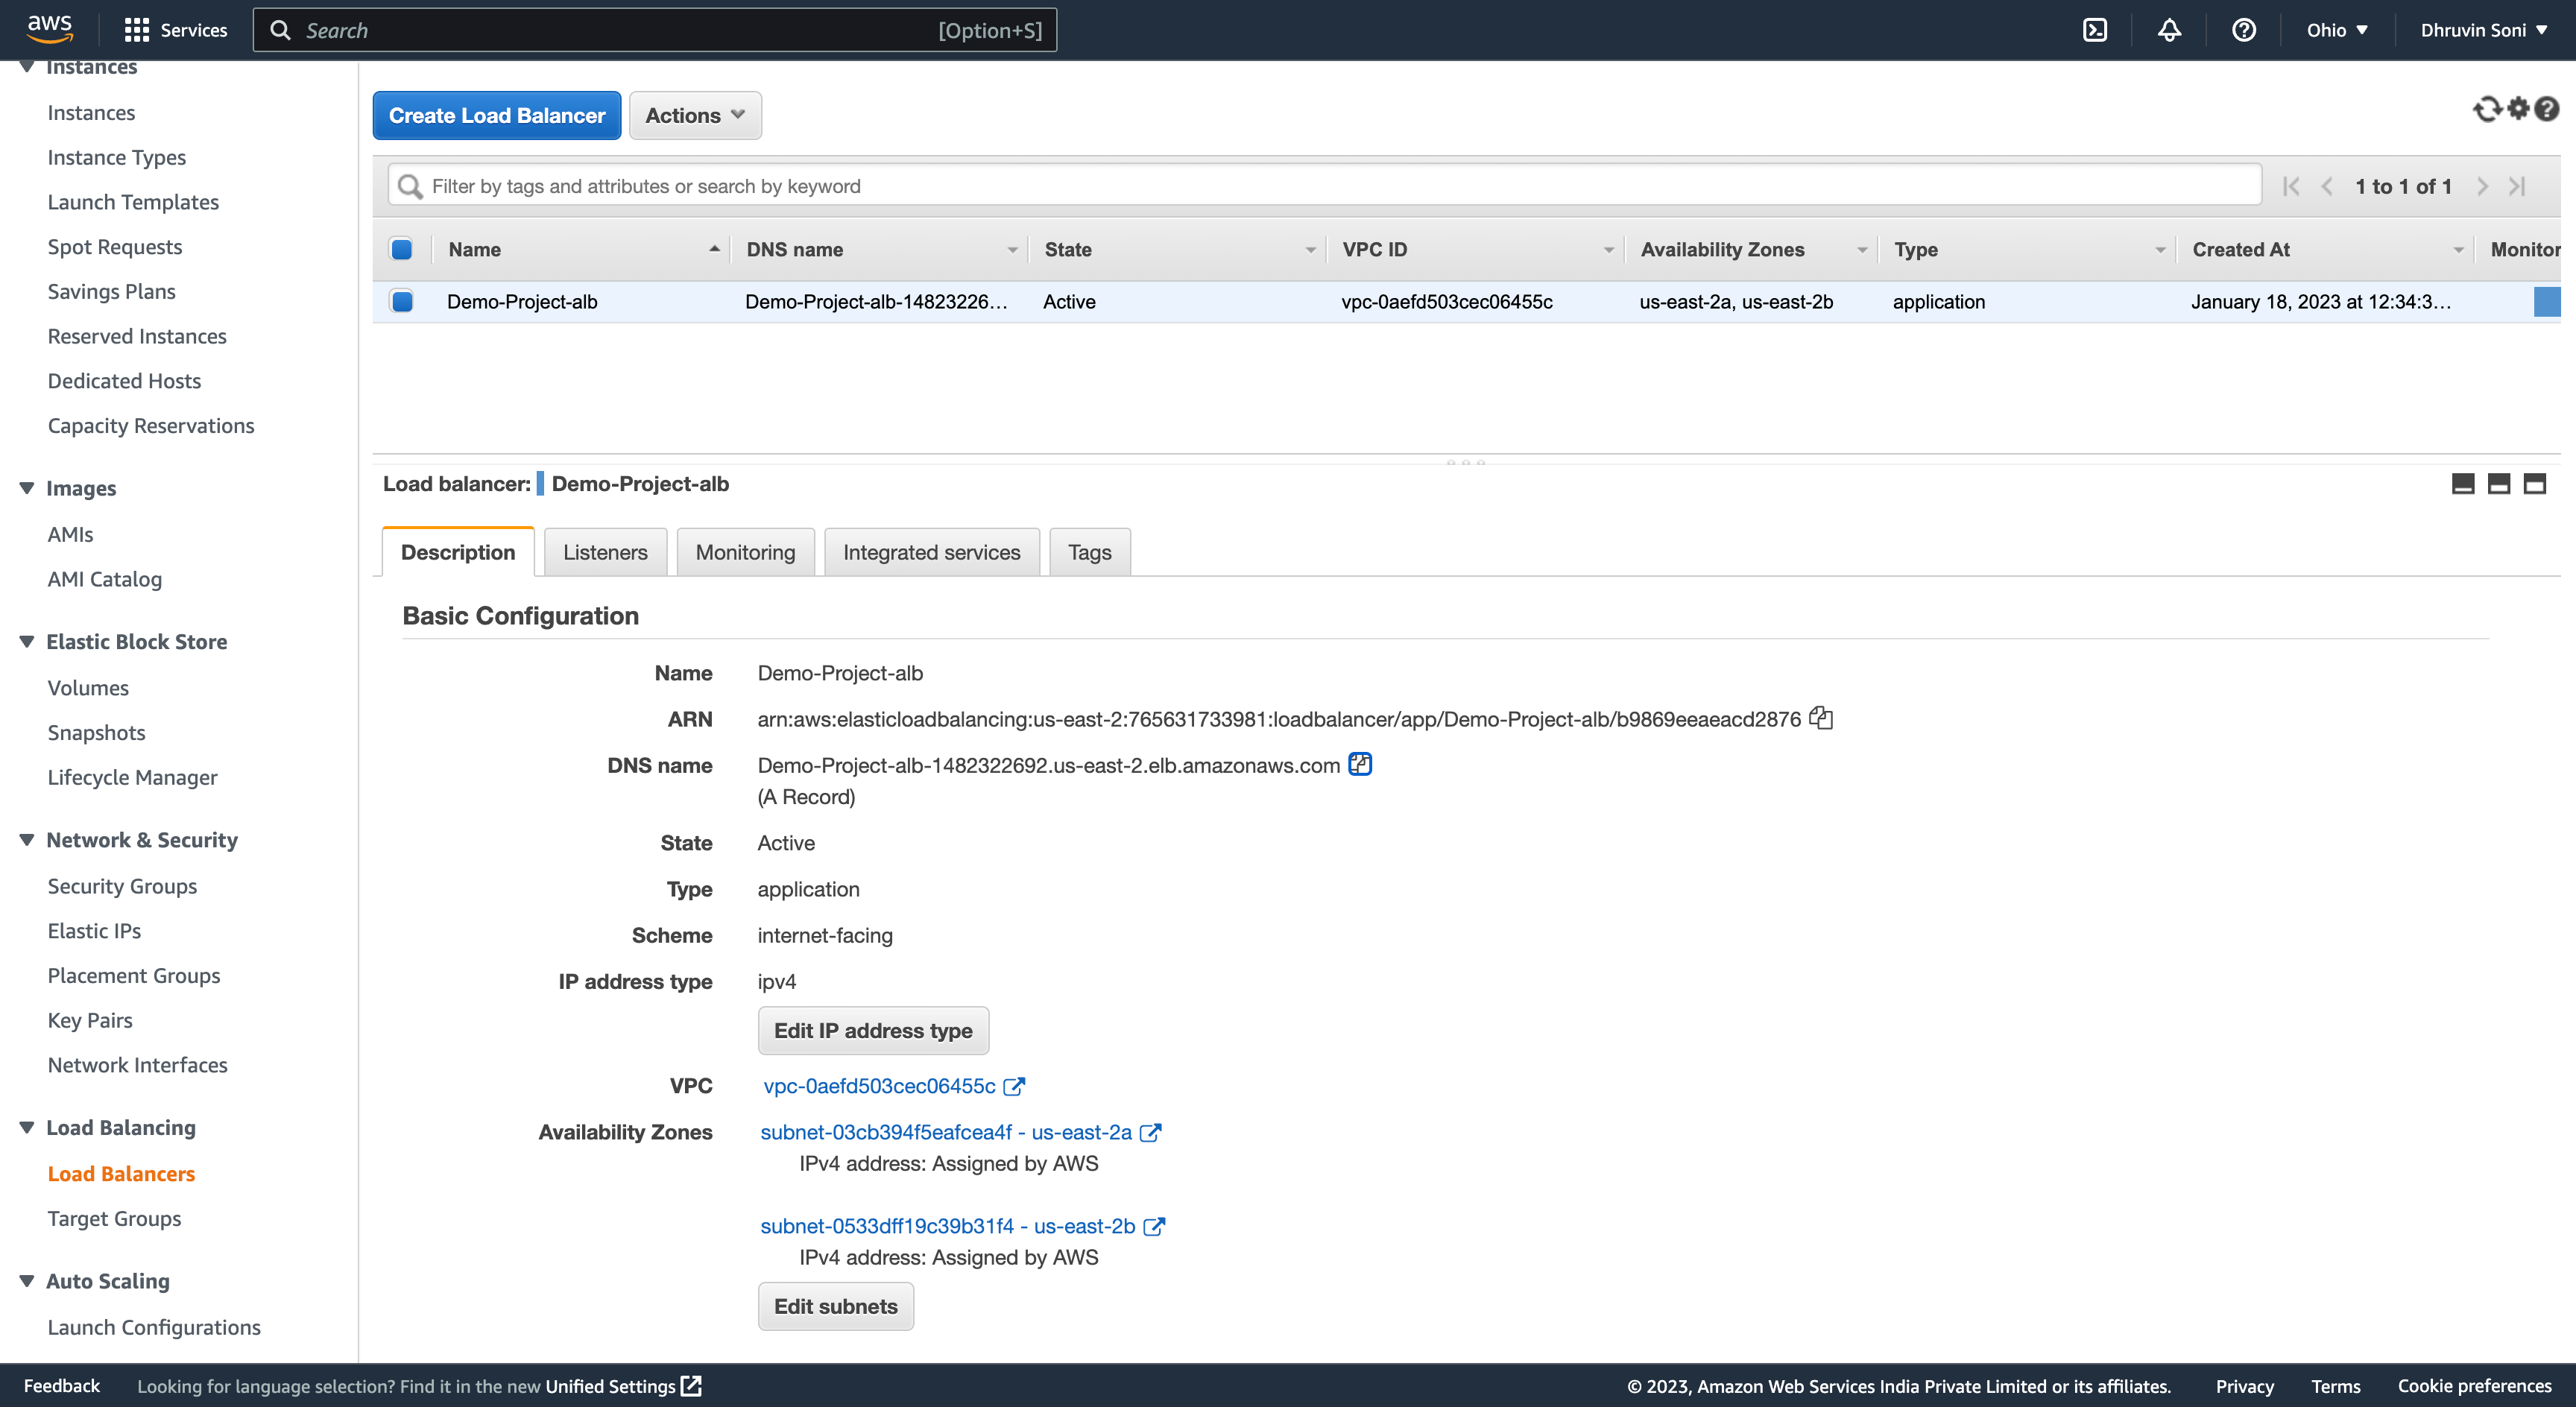 aws
Services
Search
[Option+S]
Ohio
Dhruvin Soni
Instances
Instances
Instance Types
Launch Templates
Spot Requests
Savings Plans
Reserved Instances
Dedicated Hosts
Capacity Reservations
Images
AMIs
AMI Catalog
Elastic Block Store
Volumes
Snapshots
Lifecycle Manager
Network & Security
Security Groups
Elastic IPs
Placement Groups
Key Pairs
Network Interfaces
Load Balancing
Load Balancers
Target Groups
Auto Scaling
Launch Configurations
Create Load Balancer
Actions
Filter by tags and attributes or search by keyword
1 to 1 of 1
Name DNS name State VPC ID Availability Zones Type Created At Monitor
Demo-Project-alb Demo-Project-alb-14823226... Active vpc-0aefd503cec06455c us-east-2a, us-east-2b application January 18, 2023 at 12:34:3...
Load balancer: Demo-Project-alb
Description Listeners Monitoring Integrated services Tags
Basic Configuration
Name Demo-Project-alb
ARN arn:aws:elasticloadbalancing:us-east-2:765631733981:loadbalancer/app/Demo-Project-alb/b9869eeaeacd2876
DNS name Demo-Project-alb-1482322692.us-east-2.elb.amazonaws.com
(A Record)
State Active
Type application
Scheme internet-facing
IP address type ipv4
Edit IP address type
VPC vpc-0aefd503cec06455c
Availability Zones subnet-03cb394f5eafcea4f - us-east-2a
IPv4 address: Assigned by AWS
subnet-0533dff19c39b31f4 - us-east-2b
IPv4 address: Assigned by AWS
Edit subnets
Feedback
Looking for language selection? Find it in the new Unified Settings
© 2023, Amazon Web Services India Private Limited or its affiliates.
Privacy
Terms
Cookie preferences